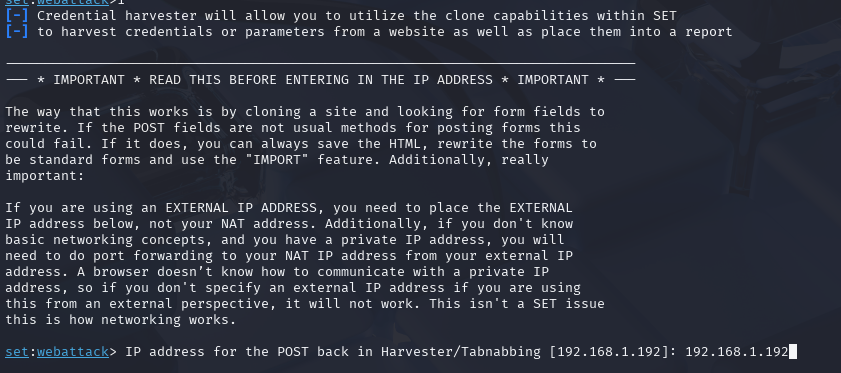 set:webattack>1
[-] Credential harvester will allow you to utilize the clone capabilities within SET
[-] to harvest credentials or parameters from a website as well as place them into a report
--- * IMPORTANT * READ THIS BEFORE ENTERING IN THE IP ADDRESS * IMPORTANT * ---
The way that this works is by cloning a site and looking for form fields to
rewrite. If the POST fields are not usual methods for posting forms this
could fail. If it does, you can always save the HTML, rewrite the forms to
be standard forms and use the "IMPORT" feature. Additionally, really
important:
If you are using an EXTERNAL IP ADDRESS, you need to place the EXTERNAL
IP address below, not your NAT address. Additionally, if you don't know
basic networking concepts, and you have a private IP address, you will
need to do port forwarding to your NAT IP address from your external IP
address. A browser doesn’t know how to communicate with a private IP
address, so if you don't specify an external IP address if you are using
this from an external perspective, it will not work. This isn't a SET issue
this is how networking works.
set:webattack> IP address for the POST back in Harvester/Tabnabbing [192.168.1.192]: 192.168.1.192